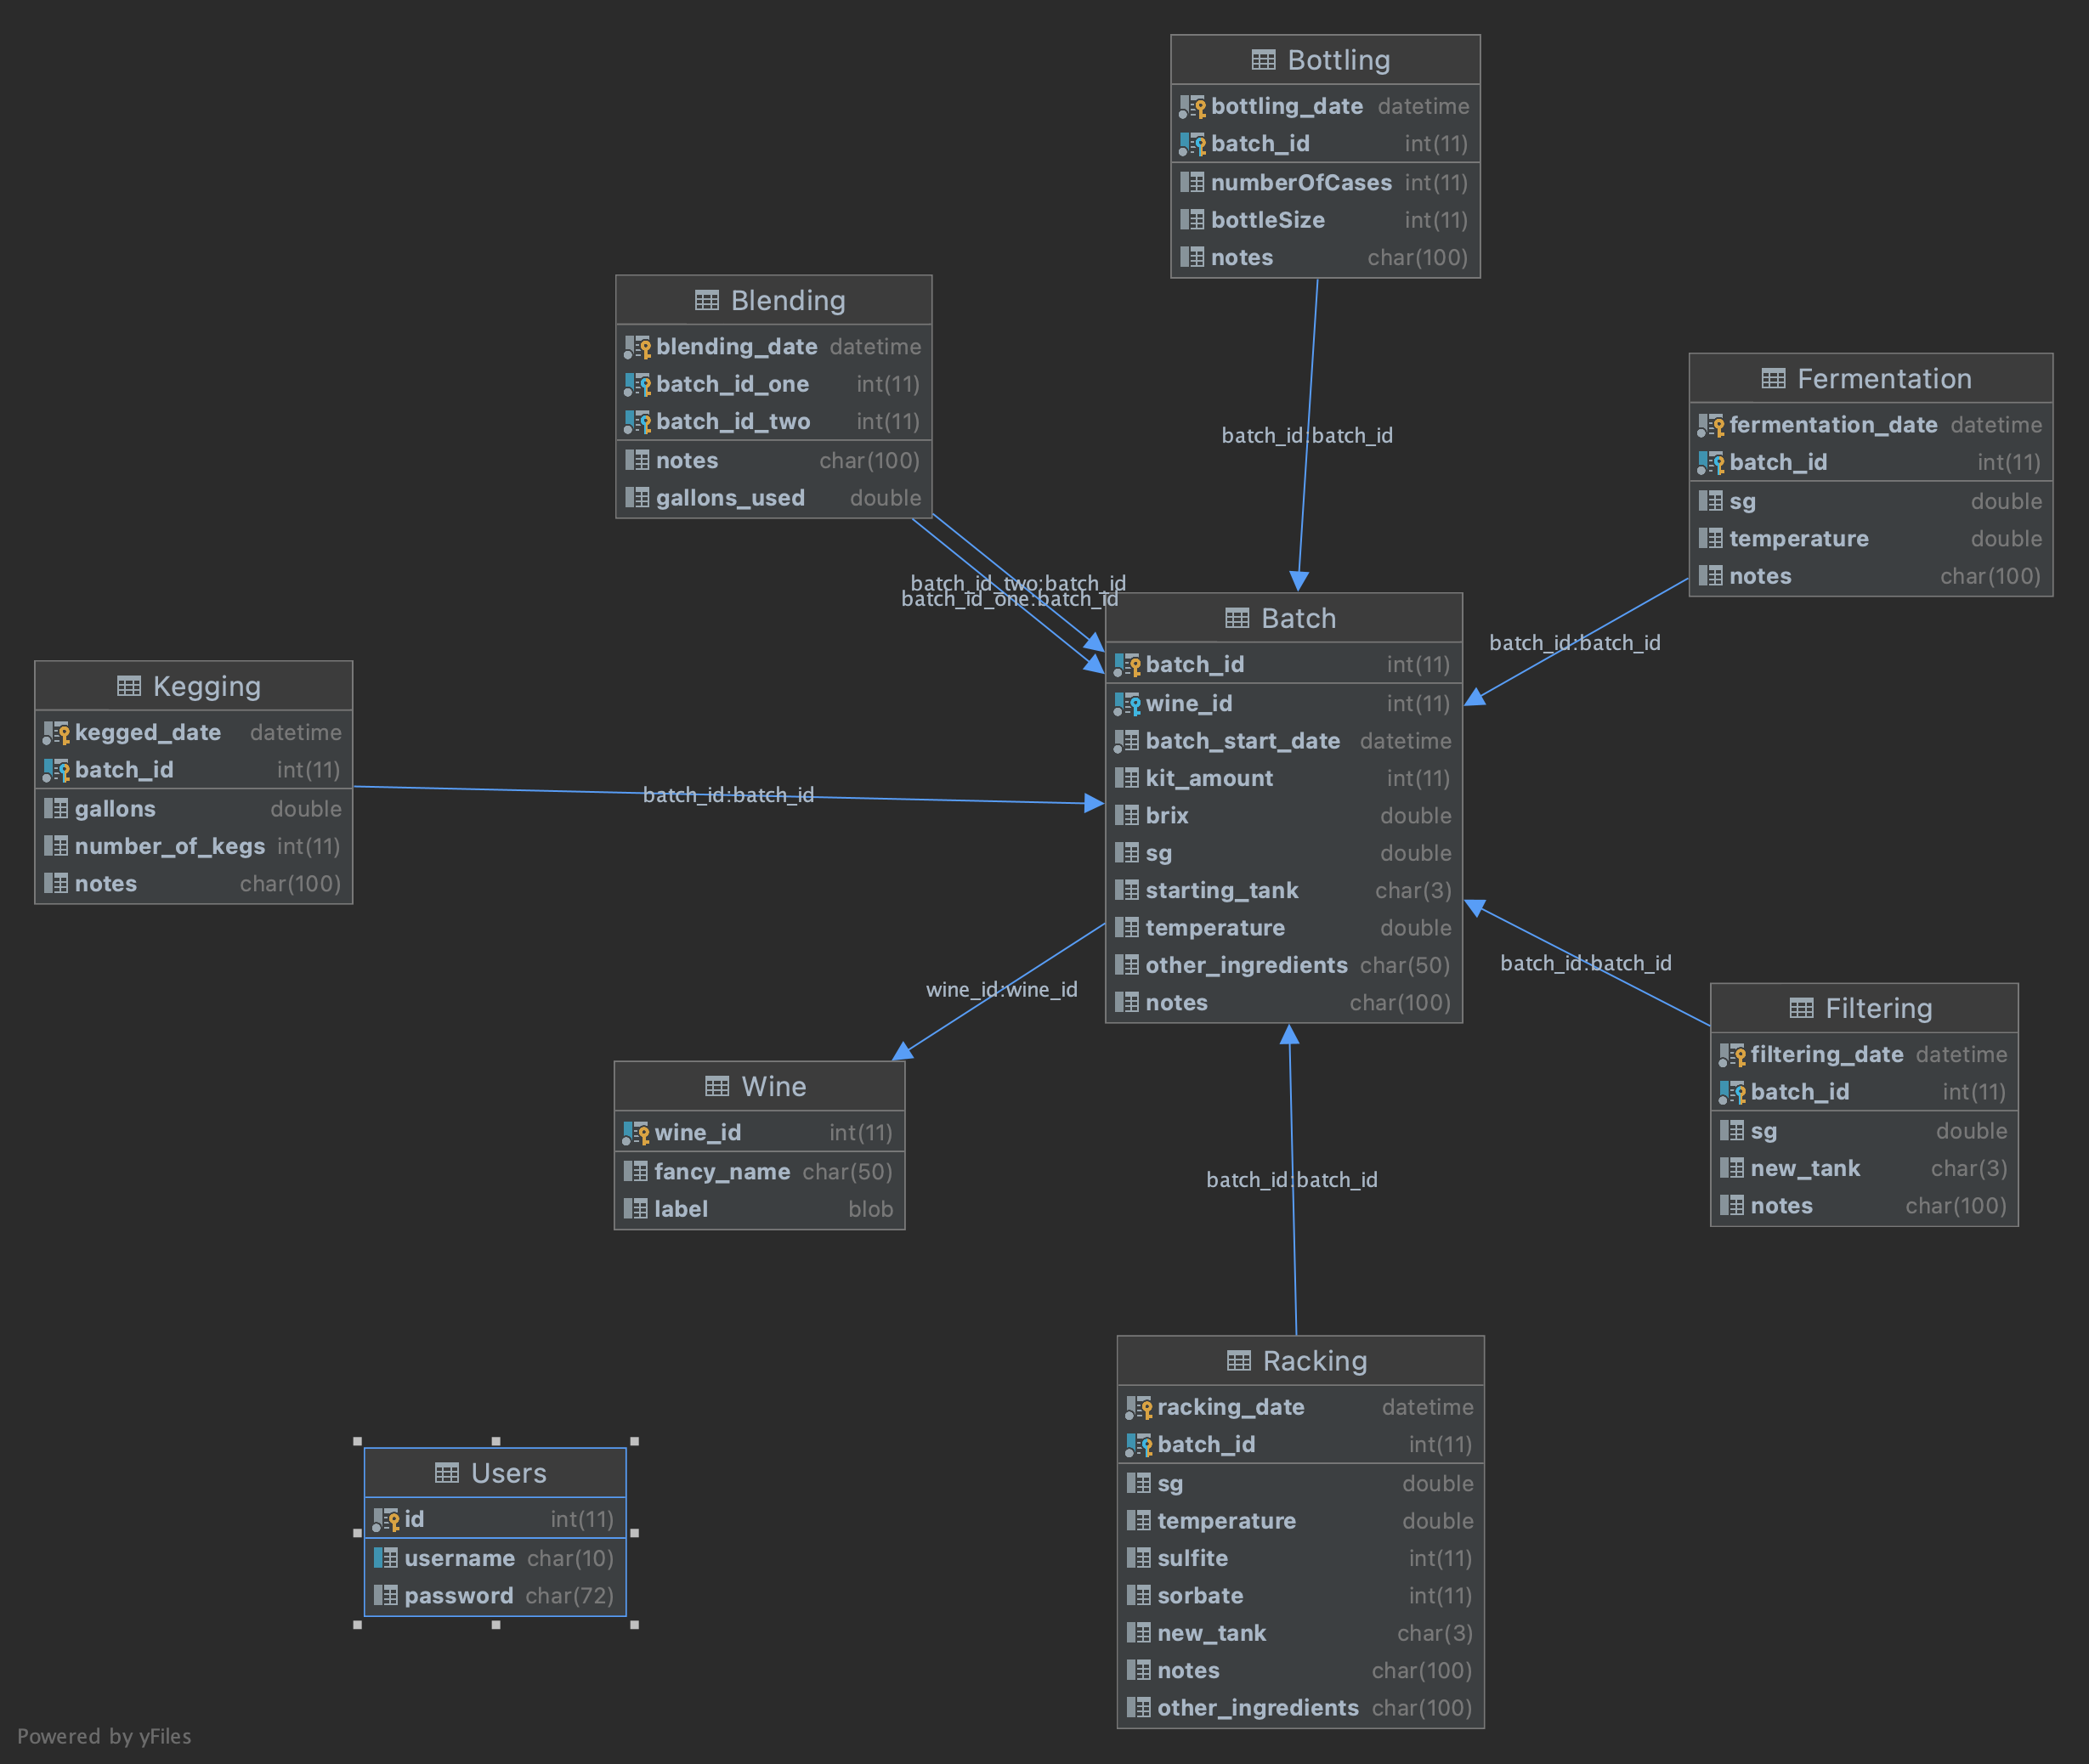 Bottling
bottling_date datetime
batch_id int(11)
numberOfCases int(11)
bottleSize int(11)
notes char(100)
Blending
blending_date datetime
batch_id_one int(11)
batch_id_two int(11)
notes char(100)
gallons_used double
Fermentation
fermentation_date datetime
batch_id int(11)
sg double
temperature double
notes char(100)
batch_id:batch_id
batch_id_two:batch_id
batch_id_one:batch_id
batch_id:batch_id
Kegging
kegged_date datetime
batch_id int(11)
gallons double
number_of_kegs int(11)
notes char(100)
batch_id:batch_id
Batch
batch_id int(11)
wine_id int(11)
batch_start_date datetime
kit_amount int(11)
brix double
sg double
starting_tank char(3)
temperature double
other_ingredients char(50)
notes char(100)
batch_id:batch_id
wine_id:wine_id
Filtering
filtering_date datetime
batch_id int(11)
sg double
new_tank char(3)
notes char(100)
Wine
wine_id int(11)
fancy_name char(50)
label blob
batch_id:batch_id
Racking
racking_date datetime
batch_id int(11)
sg double
temperature double
sulfite int(11)
sorbate int(11)
new_tank char(3)
notes char(100)
other_ingredients char(100)
Users
id int(11)
username char(10)
password char(72)
Powered by yFiles